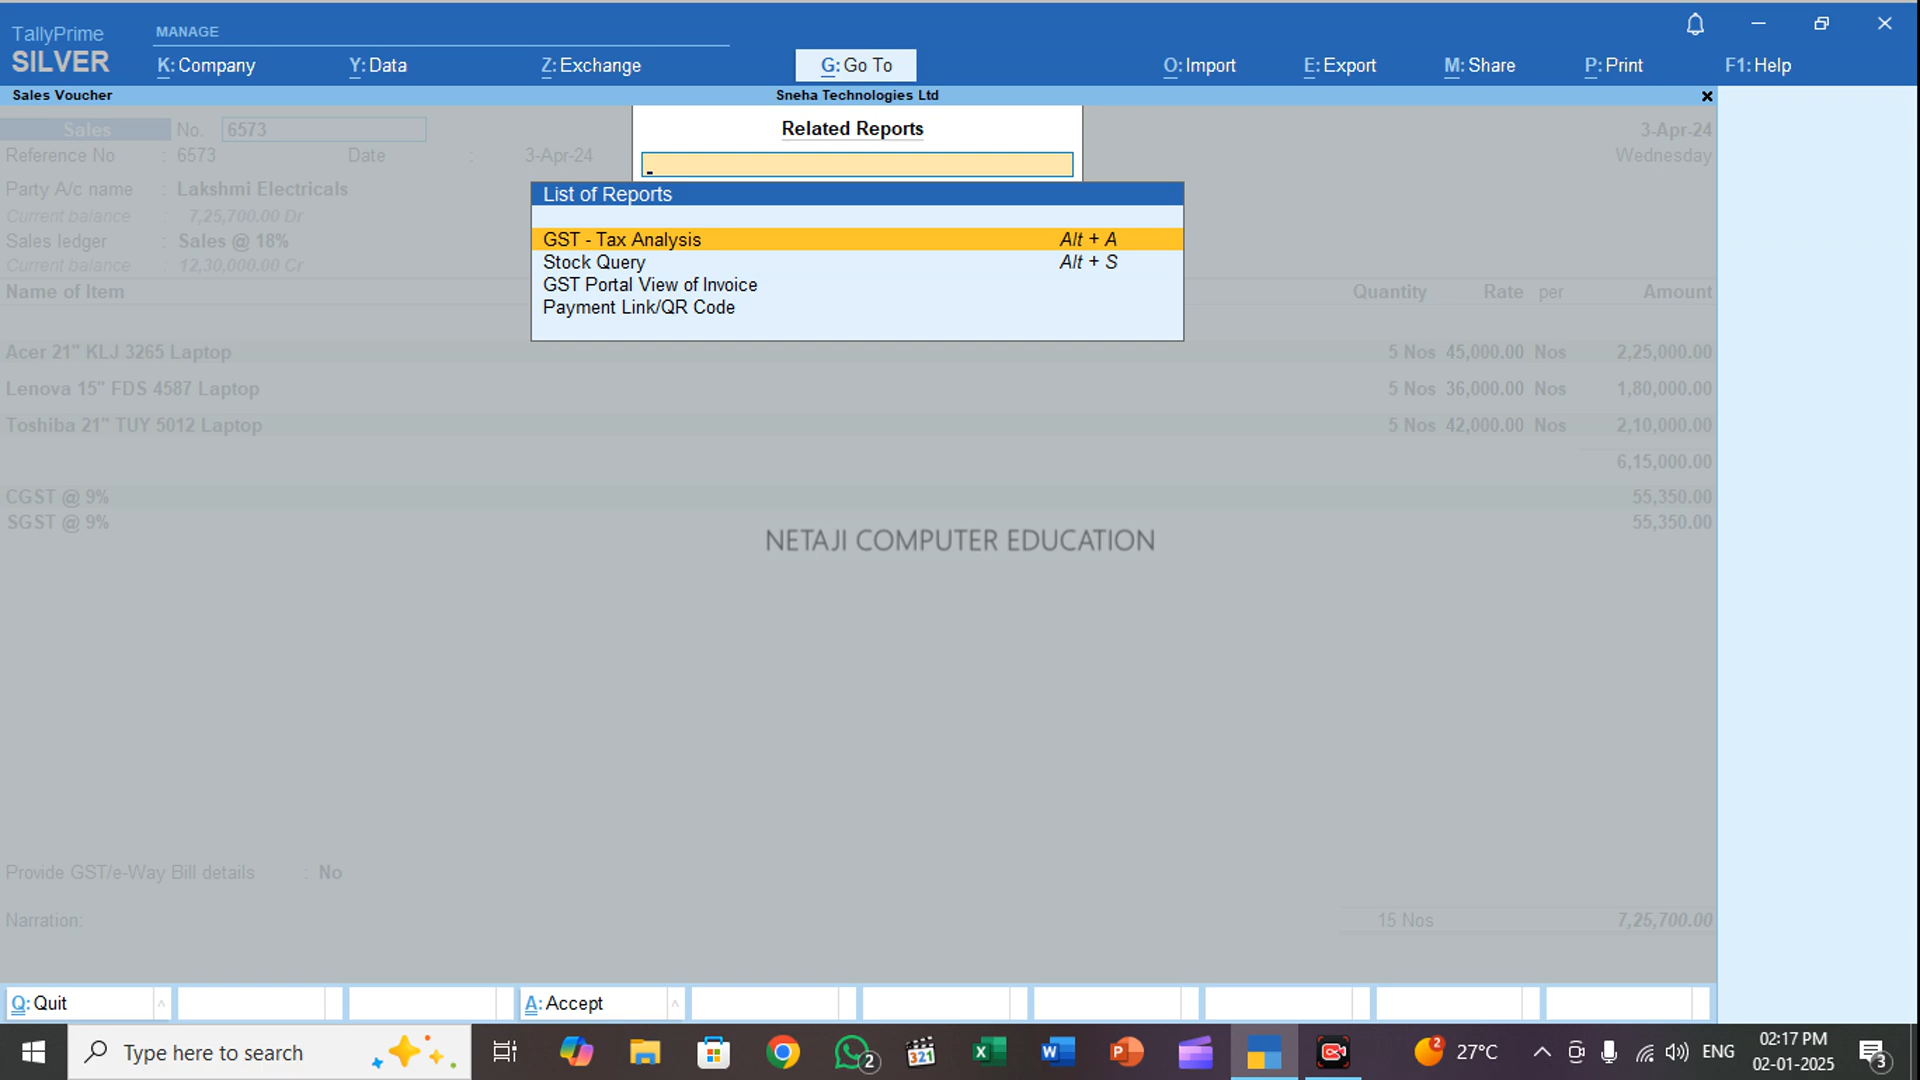 TallyPrime
SILVER
MANAGE
K: Company
Y: Data
Z: Exchange
G: Go To
O: Import
E: Export
M: Share
P: Print
F1: Help
Sales Voucher
Sneha Technologies Ltd
Sales No. 6573
3-Apr-24
Reference No : 6573 Date : 3-Apr-24
Wednesday
Party A/c name : Lakshmi Electricals
Current balance : 7,25,700.00 Dr
Sales ledger : Sales @ 18%
Current balance : 12,30,000.00 Cr
Related Reports
List of Reports
GST - Tax Analysis Alt + A
Stock Query Alt + S
GST Portal View of Invoice
Payment Link/QR Code
Name of Item Quantity Rate per Amount
Acer 21" KLJ 3265 Laptop 5 Nos 45,000.00 Nos 2,25,000.00
Lenova 15" FDS 4587 Laptop 5 Nos 36,000.00 Nos 1,80,000.00
Toshiba 21" TUY 5012 Laptop 5 Nos 42,000.00 Nos 2,10,000.00
6,15,000.00
CGST @ 9% 55,350.00
SGST @ 9% 55,350.00
NETAJI COMPUTER EDUCATION
Provide GST/e-Way Bill details : No
Narration: 15 Nos 7,25,700.00
Q: Quit
A: Accept
Type here to search
2
321
2
27°C
ENG
02:17 PM
02-01-2025
3